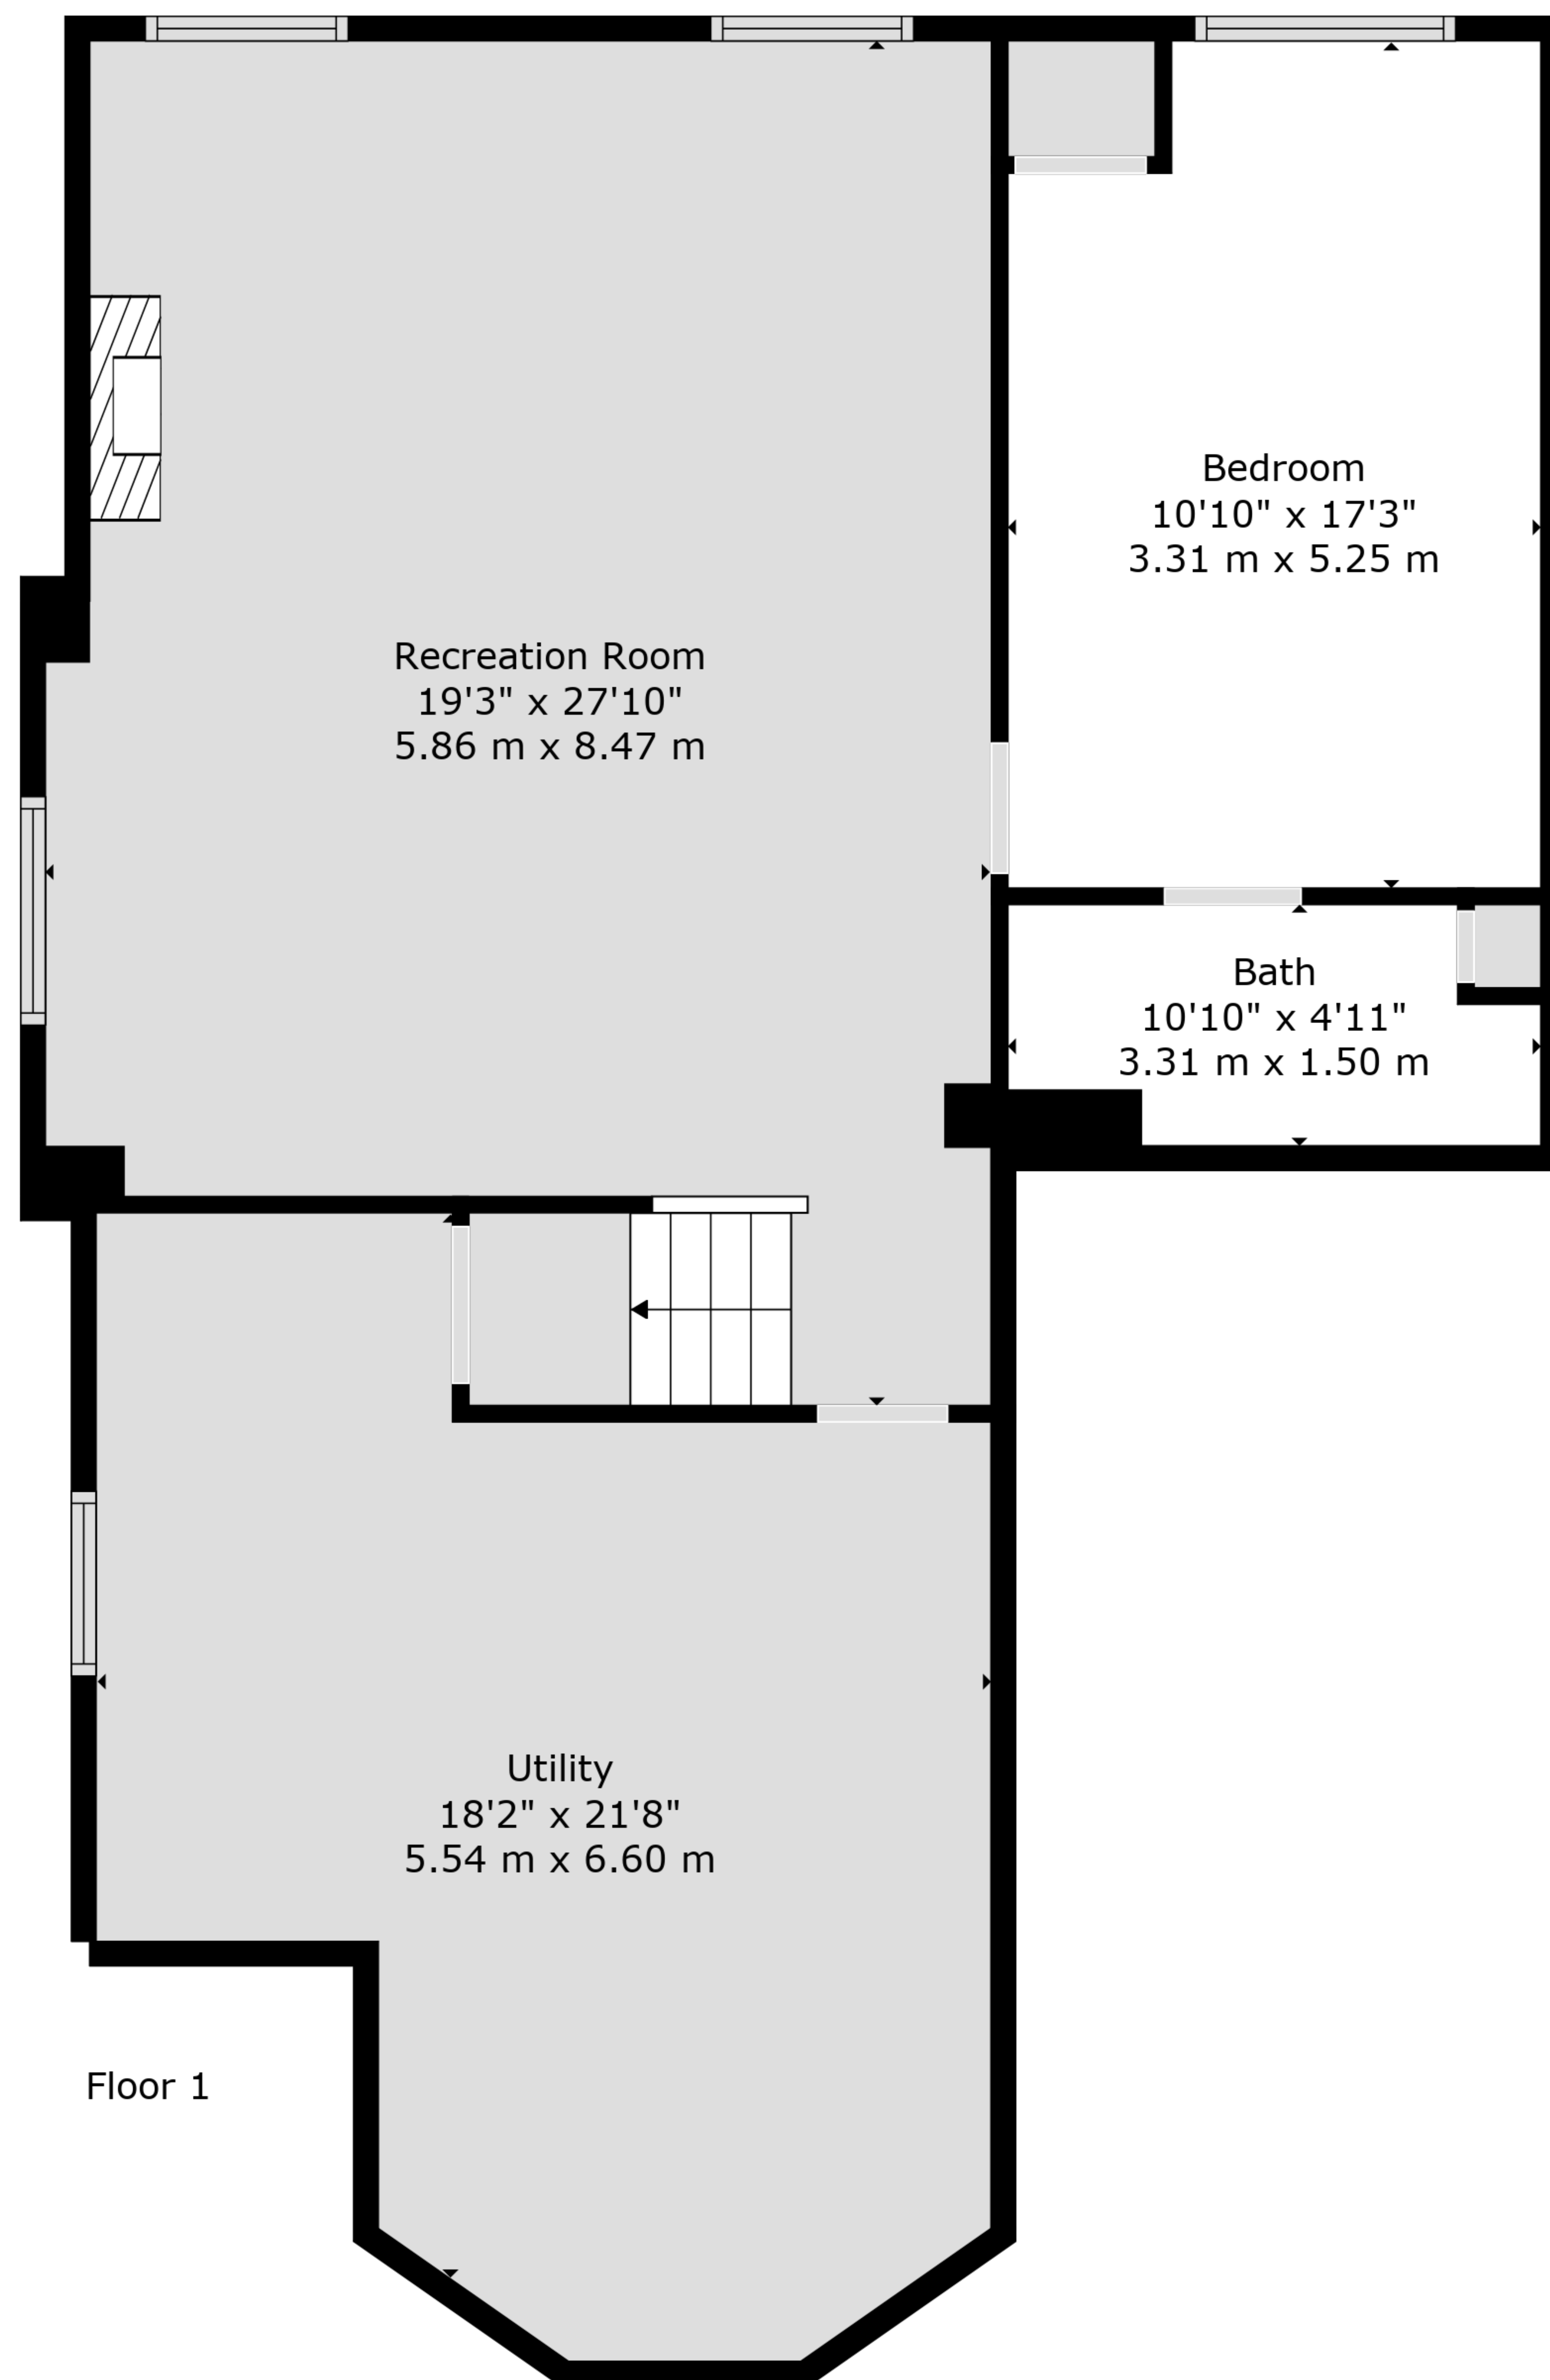 Bedroom
10'10" x 17'3"
3.31 m x 5.25 m
Recreation Room
19'3" x 27'10"
5.86 m x 8.47 m
Bath
10'10" x 4'11"
3.31 m x 1.50 m
Utility
18'2" x 21'8"
5.54 m x 6.60 m
Floor 1